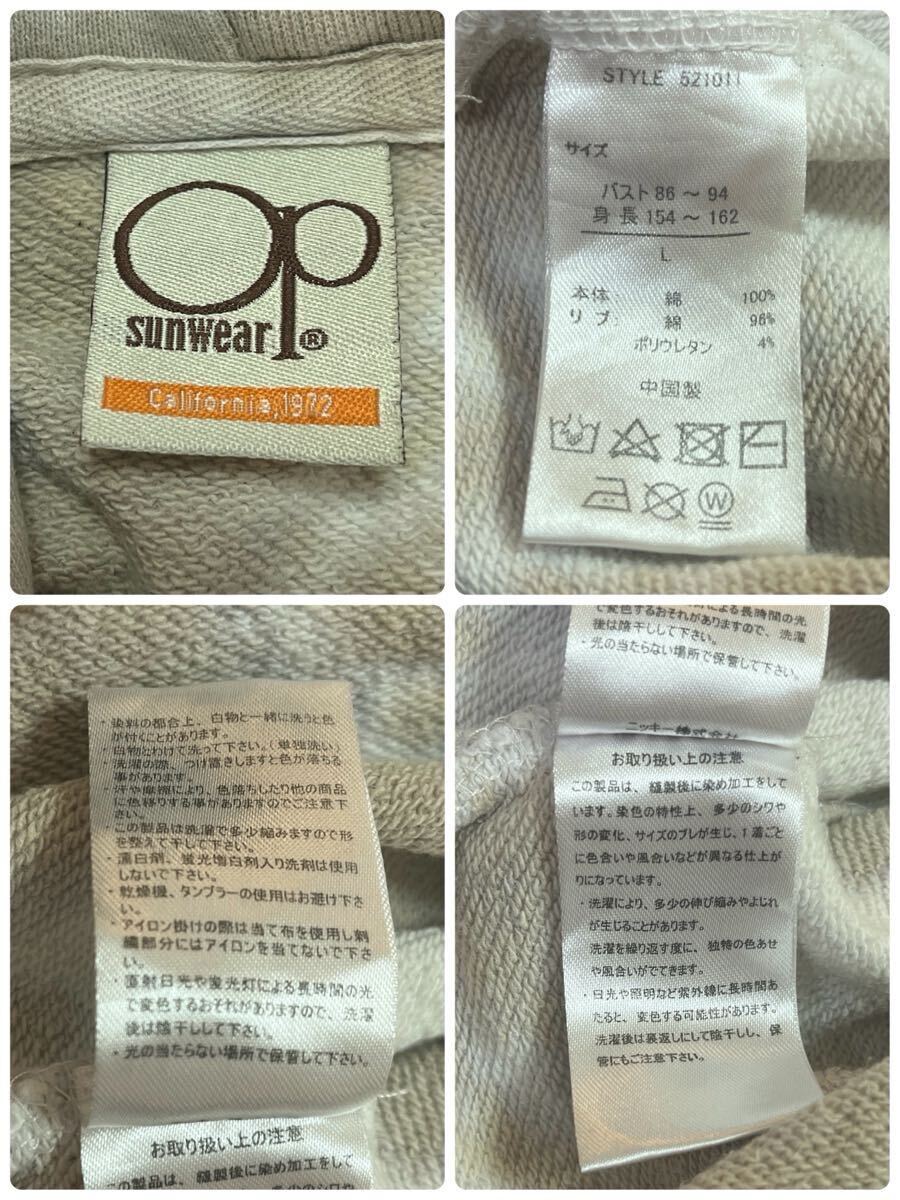 Op
sunwear®
California,1972
STYLE 521011
サイズ
バスト86～94
身長154～162
L
本体: 綿 100%
リブ 綿 96%
ポリウレタン 4%
中国製
W
・染料の都合上、白物と一緒に洗うと色
が付くことがあります。
・白物とわけて洗って下さい。(単独洗い)
・洗濯の際、つけ置きしますと色が落ちる
事があります。
・汗や摩擦により、色落ちしたり他の商品
に色移りする事がありますのでご注意下
さい。
この製品は洗濯で多少縮みますので形
を整えて干して下さい。
・漂白剤、蛍光増白剤入り洗剤は使用
しないで下さい。
・乾燥機、タンブラーの使用はお避け下さ
い。
・アイロン掛けの際は当て布を使用し刺
繍部分にはアイロンを当てないで下さ
い。
・直射日光や蛍光灯による長時間の光
で変色するおそれがありますので、洗濯
後は陰干しして下さい。
・光の当たらない場所で保管して下さい。
お取り扱い上の注意
この製品は、縫製後に染め加工をして
による長時間の光
で変色するおそれがありますので、洗濯
後は陰干しして下さい。
・光の当たらない場所で保管して下さい。
ニッキー株式会社
お取り扱い上の注意
この製品は、縫製後に染め加工をして
います。染色の特性上、多少のシワや
形の変化、サイズのブレが生じ、1着ごと
に色合いや風合いなどが異なる仕上が
りになっています。
・洗濯により、多少の伸び縮みやよじれ
が生じることがあります。
洗濯を繰り返す度に、独特の色あせ
や風合いがでてきます。
・日光や照明など紫外線に長時間あ
たると、変色する可能性があります。
洗濯後は裏返しにして陰干しし、保
管にもご注意下さい。